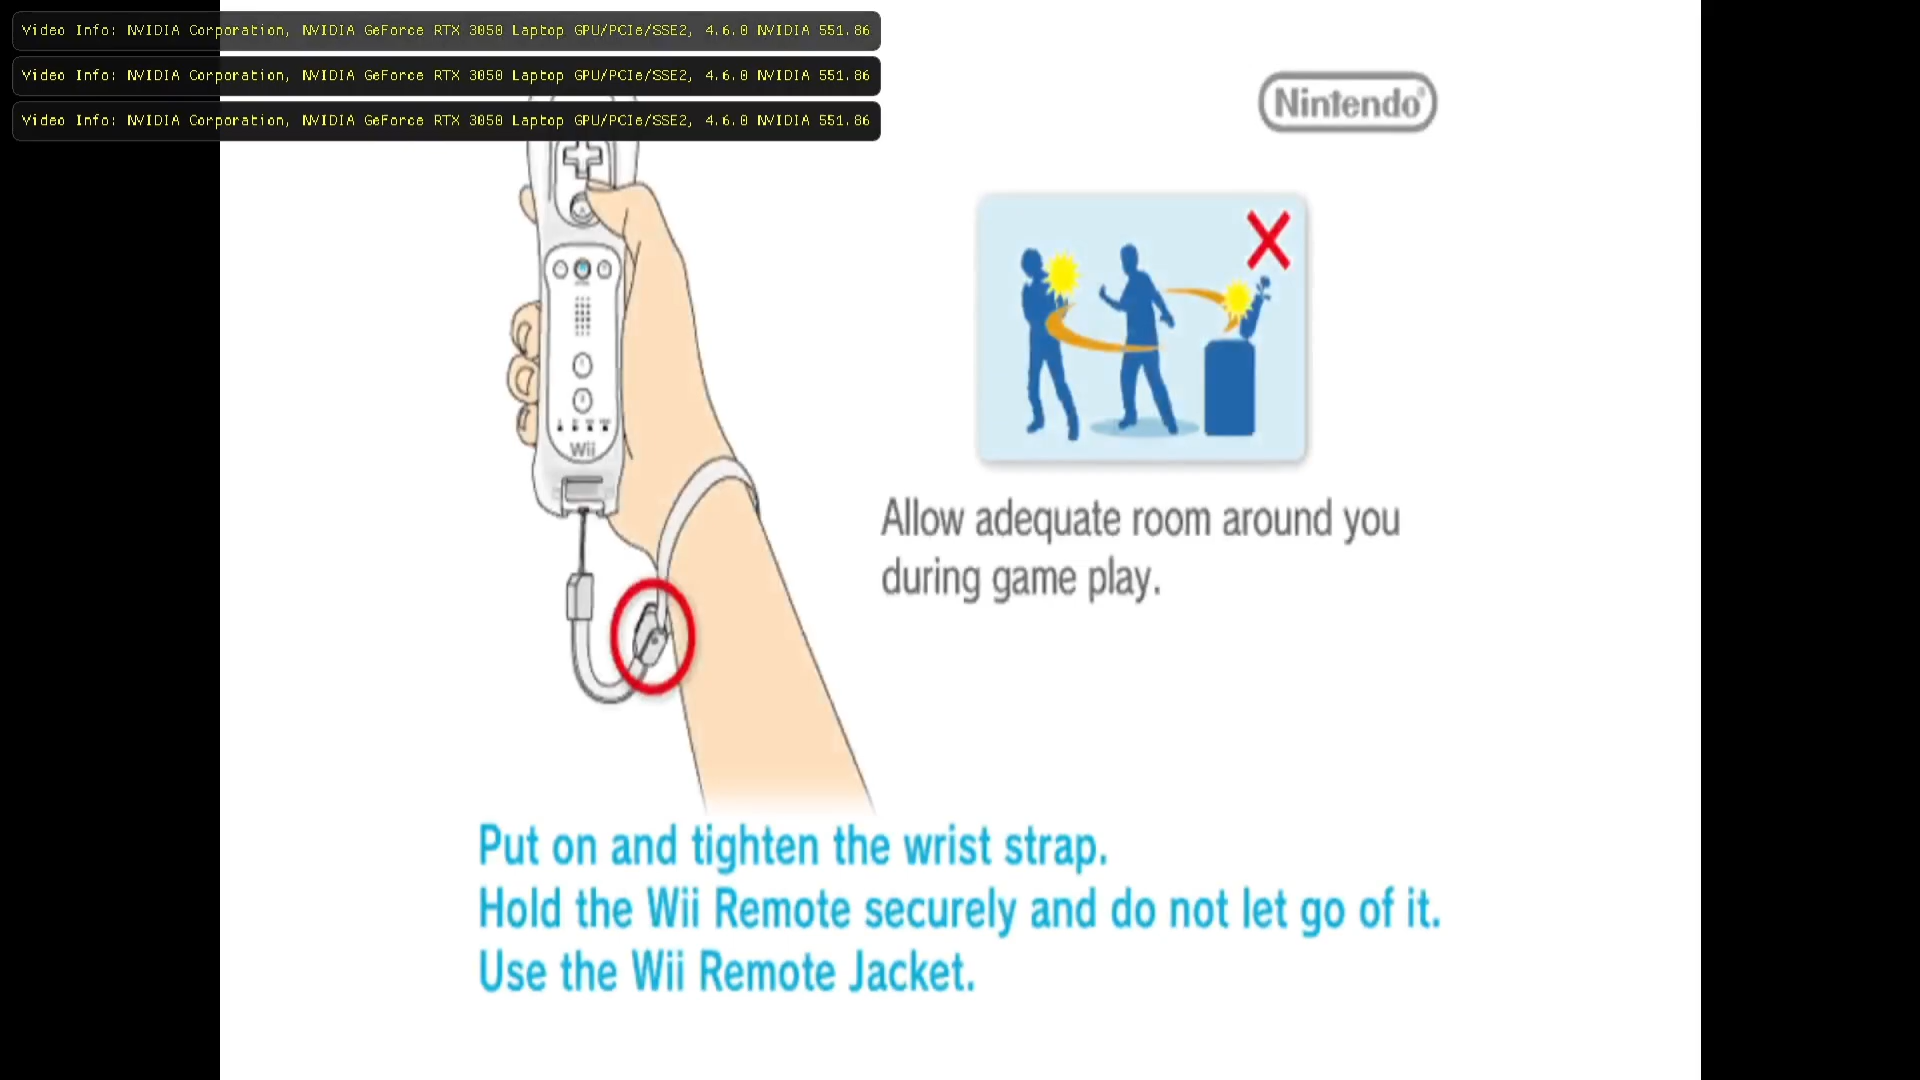 Video Info: NVIDIA Corporation, NVIDIA GeForce RTX 3050 Laptop GPU/PCIe/SSE2, 4.6.0 NVIDIA 551.86
Video Info: NVIDIA Corporation, NVIDIA GeForce RTX 3050 Laptop GPU/PCIe/SSE2, 4.6.0 NVIDIA 551.86
Video Info: NVIDIA Corporation, NVIDIA GeForce RTX 3050 Laptop GPU/PCIe/SSE2, 4.6.0 NVIDIA 551.86
Nintendo®
Wii
Allow adequate room around you
during game play.
Put on and tighten the wrist strap.
Hold the Wii Remote securely and do not let go of it.
Use the Wii Remote Jacket.